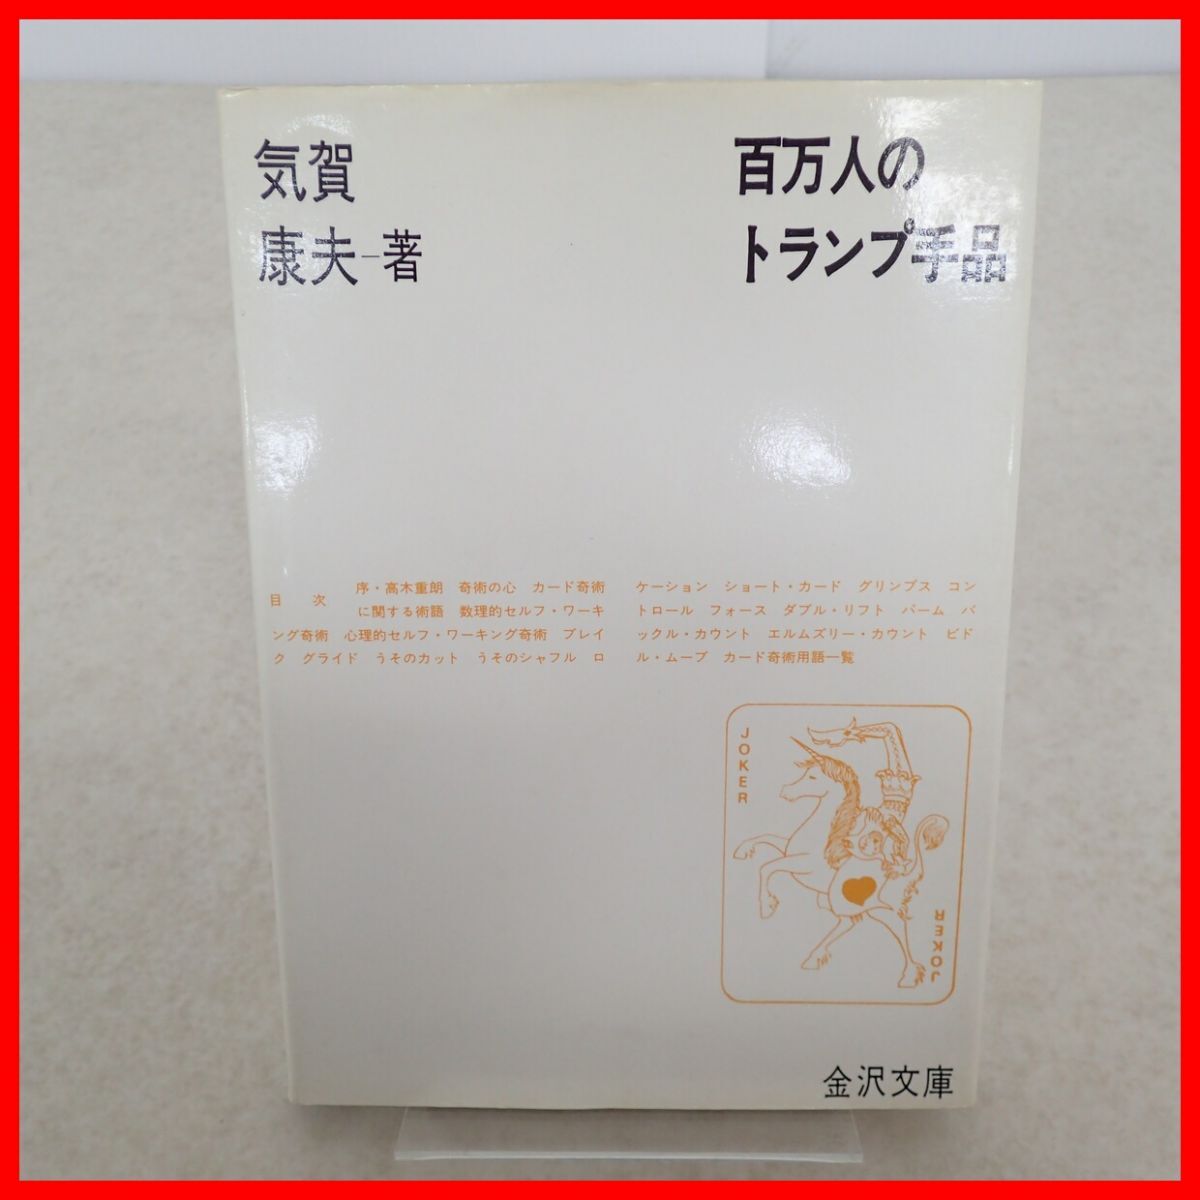 百万人の
トランプ手品
気賀
康夫－著
目次　序・高木重朗　奇術の心　カード奇術
に関する術語　数理的セルフ・ワーキ
ング奇術　心理的セルフ・ワーキング奇術　ブレイ
ク　グライド　うそのカット　うそのシャフル　ロ
ケーション　ショート・カード　グリンプス　コン
トロール　フォース　ダブル・リフト　パーム　バ
ックル・カウント　エルムズリー・カウント　ビド
ル・ムーブ　カード奇術用語一覧
JOKER
JOKER
金沢文庫